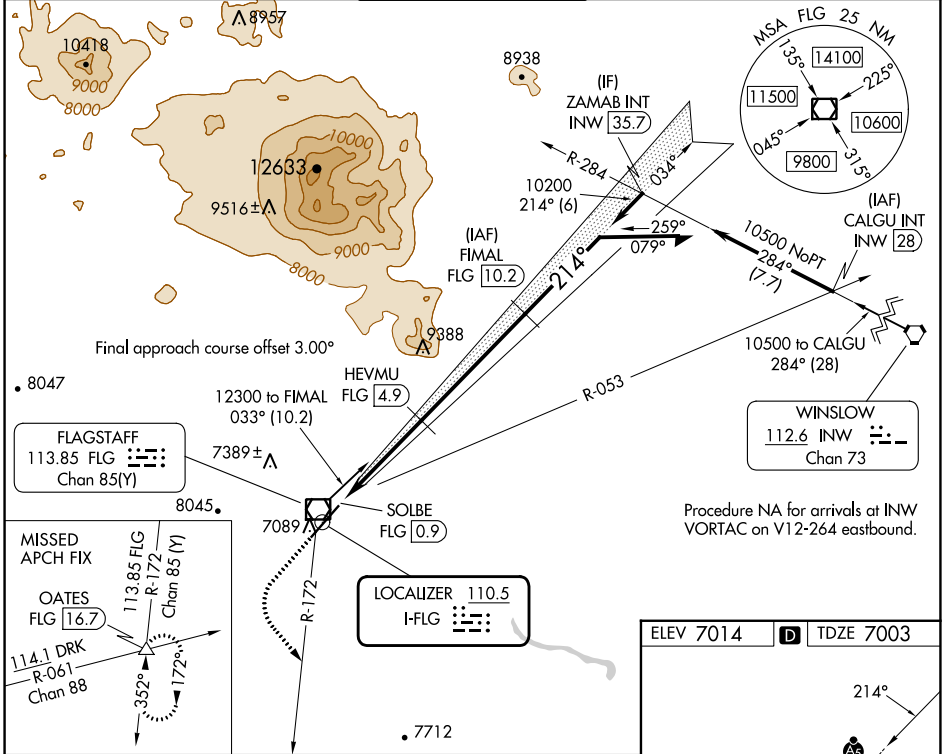 8957
10418
9000
8000
10000
12633
9516±
9000
8000
9388
8938
(IF)
ZAMAB INT
INW 35.7
R-284
034°
10200
214° (6)
259°
079°
(IAF)
FIMAL
FLG 10.2
214°
MSA FLG 25 NM
135°
14100
225°
11500
10600
045°
9800
315°
(IAF)
CALGU INT
INW 28
10500 NoPT
284°
(7.7)
10500 to CALGU
284° (28)
R-053
Final approach course offset 3.00°
8047
12300 to FIMAL
033° (10.2)
HEVMU
FLG 4.9
WINSLOW
112.6 INW
Chan 73
FLAGSTAFF
113.85 FLG
Chan 85(Y)
7389±
8045
7089
SOLBE
FLG 0.9
Procedure NA for arrivals at INW
VORTAC on V12-264 eastbound.
R-172
LOCALIZER 110.5
I-FLG
MISSED
APCH FIX
113.85 FLG
R-172
Chan 85 (Y)
OATES
FLG 16.7
114.1 DRK
R-061
Chan 88
352°
172°
7712
ELEV 7014
D
TDZE 7003
214°
A5